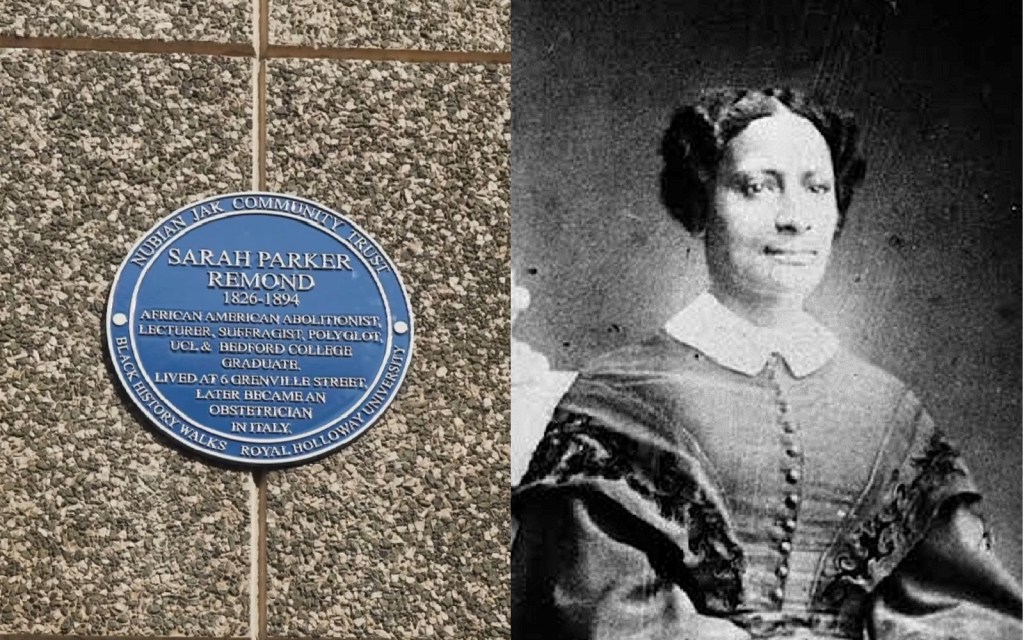 NUBIAN JAK COMMUNITY TRUST
SARAH PARKER
REMOND
1826-1894
AFRICAN AMERICAN ABOLITIONIST,
LECTURER, SUFFRAGIST, POLYGLOT,
UCL & BEDFORD COLLEGE
GRADUATE.
LIVED AT 6 GRENVILLE STREET,
LATER BECAME AN
OBSTETRICIAN
IN ITALY.
BLACK HISTORY WALKS ROYAL HOLLOWAY UNIVERSITY